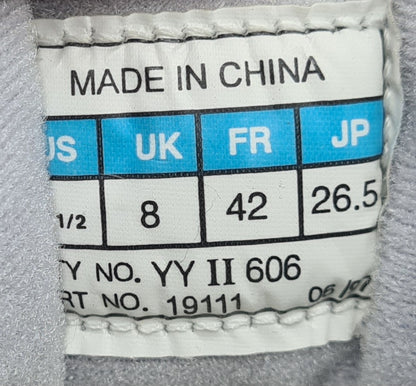 MADE IN CHINA
US UK FR JP
1/2 8 42 26.5
TY NO. YY II 606
RT NO. 19111